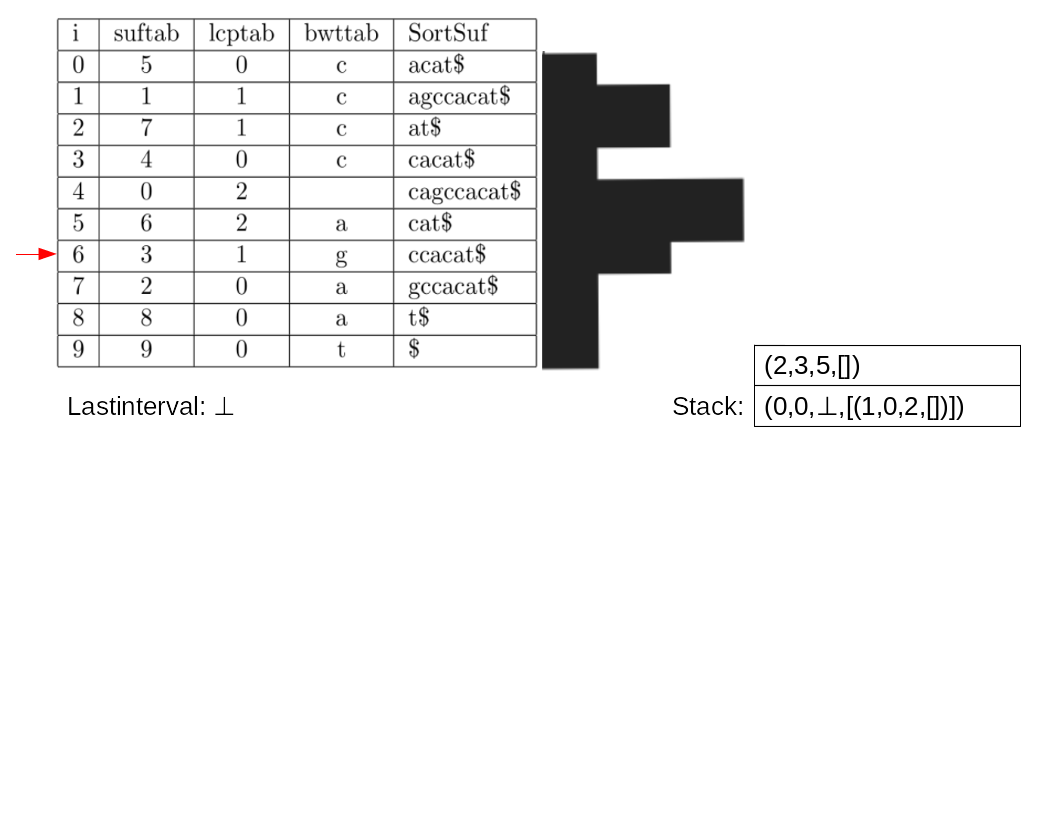 i suftab lcptab bwttab SortSuf
0 5 0 c acat$
1 1 1 c agccacat$
2 7 1 c at$
3 4 0 c cacat$
4 0 2 cagccacat$
5 6 2 a cat$
6 3 1 g ccacat$
7 2 0 a gccacat$
8 8 0 a t$
9 9 0 t $
(2,3,5,[])
Lastinterval: ⊥ Stack: (0,0,⊥,[(1,0,2,[])])